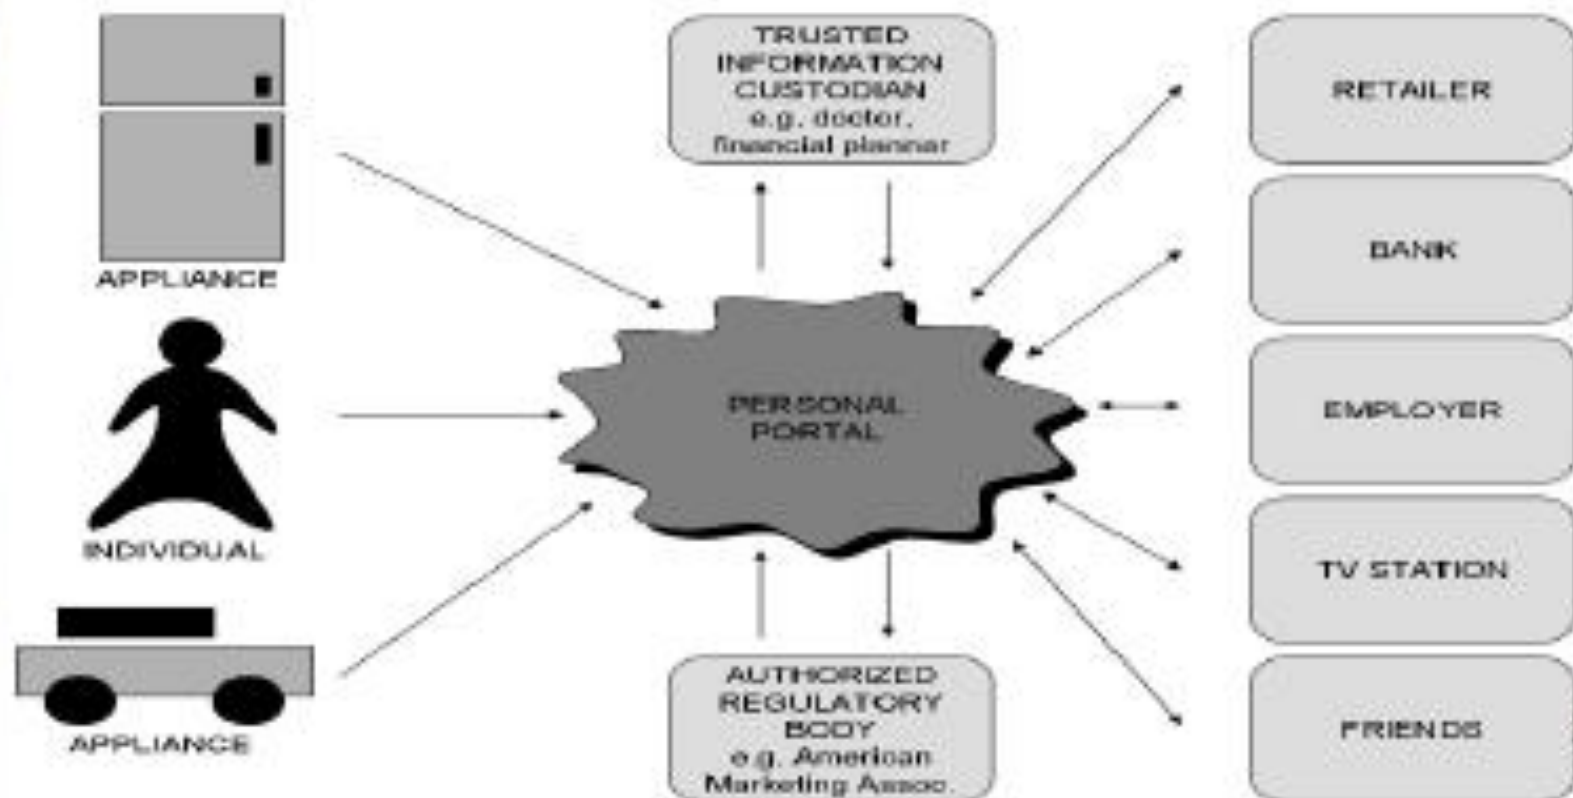 APPLIANCE
INDIVIDUAL
APPLIANCE
TRUSTED
INFORMATION
CUSTODIAN
e.g. doctor,
financial planner
PERSONAL
PORTAL
AUTHORIZED
REGULATORY
BODY
e.g. American
Marketing Assoc.
RETAILER
BANK
EMPLOYER
TV STATION
FRIENDS